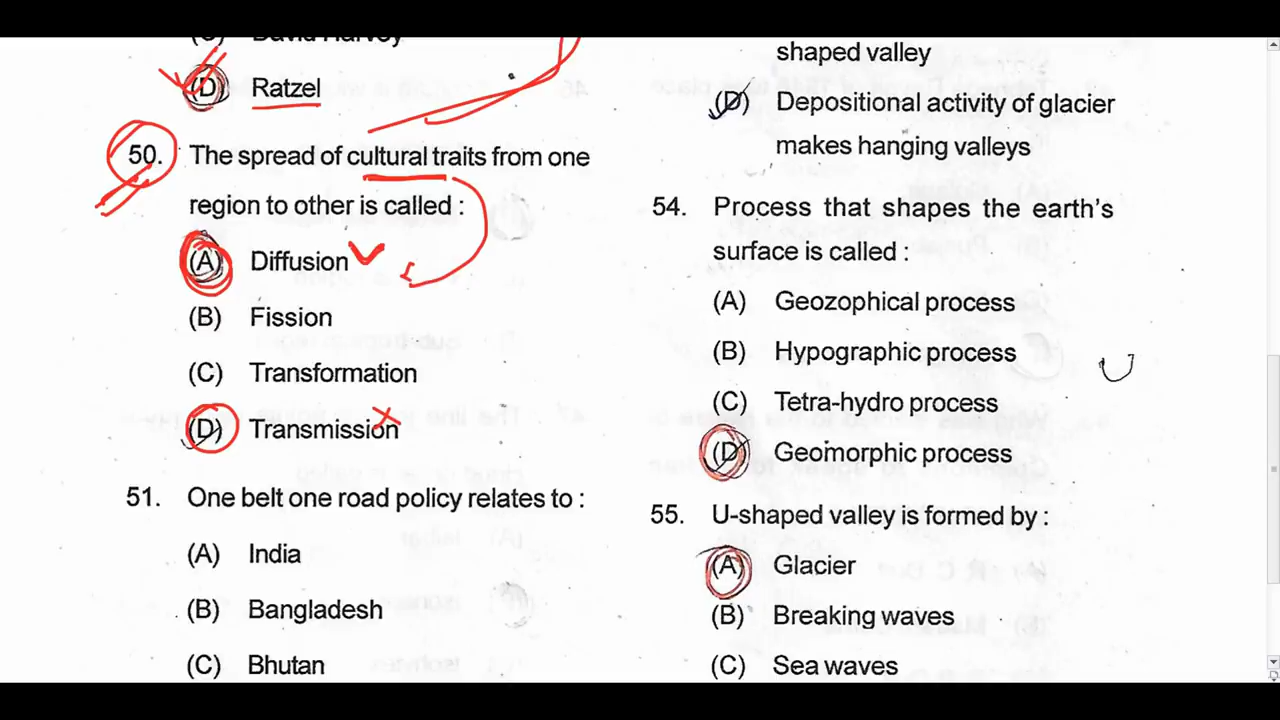 (D) Ratzel
50. The spread of cultural traits from one
region to other is called :
(A) Diffusion
(B) Fission
(C) Transformation
(D) Transmission
51. One belt one road policy relates to :
(A) India
(B) Bangladesh
(C) Bhutan
shaped valley
(D) Depositional activity of glacier
makes hanging valleys
54. Process that shapes the earth's
surface is called :
(A) Geozophical process
(B) Hypographic process
(C) Tetra-hydro process
(D) Geomorphic process
55. U-shaped valley is formed by :
(A) Glacier
(B) Breaking waves
(C) Sea waves